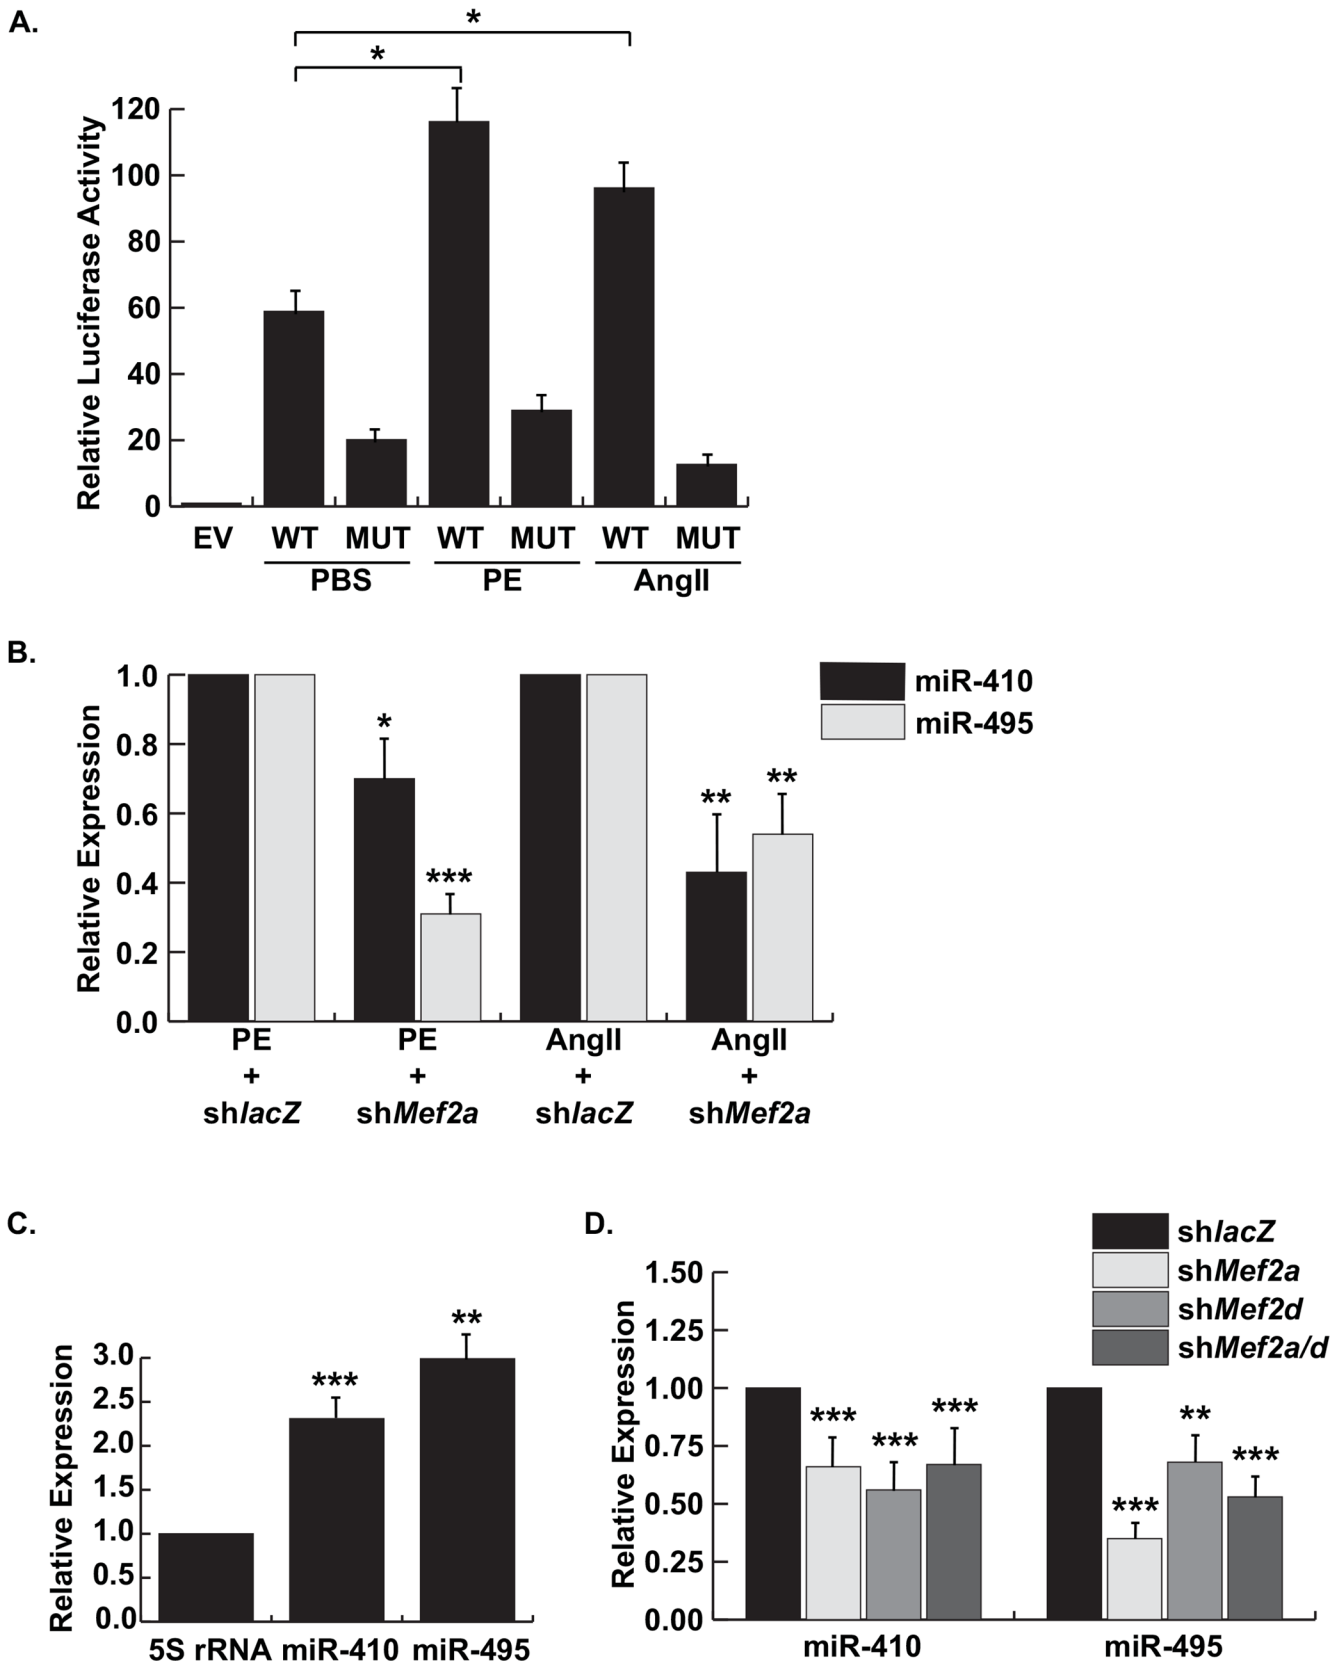 A.
*
*
Relative Luciferase Activity
120
100
80
60
40
20
0
EV WT MUT WT MUT WT MUT
PBS PE AngII
B.
Relative Expression
1.0
0.8
0.6
0.4
0.2
0.0
* *** ** **
miR-410
miR-495
PE PE AngII AngII
+ + + +
shlacZ shMef2a shlacZ shMef2a
C.
Relative Expression
3.0
2.5
2.0
1.5
1.0
0.5
0.0
*** **
5S rRNA miR-410 miR-495
D.
shlacZ
shMef2a
shMef2d
shMef2a/d
Relative Expression
1.50
1.25
1.00
0.75
0.50
0.25
0.00
*** *** *** *** ** ***
miR-410 miR-495